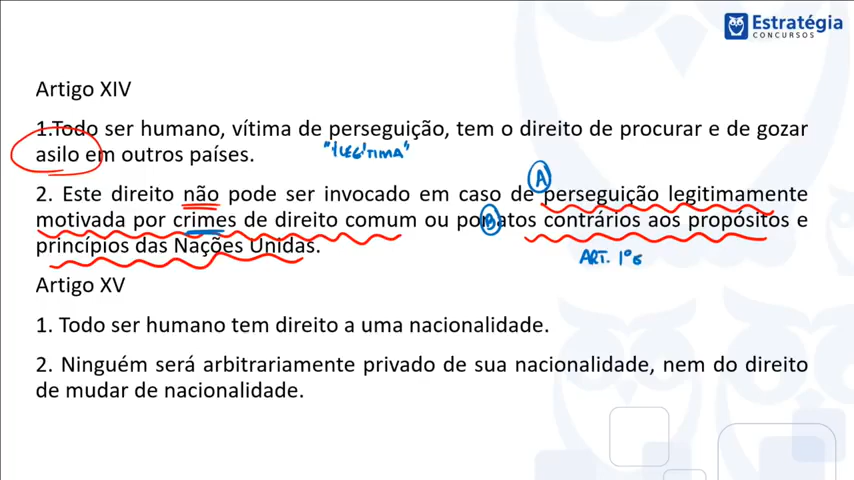 Estratégia
CONCURSOS
Artigo XIV
1.Todo ser humano, vítima de perseguição, tem o direito de procurar e de gozar
asilo em outros países.
"ILEGÍTIMA"
A
2. Este direito não pode ser invocado em caso de perseguição legitimamente
motivada por crimes de direito comum ou por atos contrários aos propósitos e
B
princípios das Nações Unidas.
Artigo XV
1. Todo ser humano tem direito a uma nacionalidade.
2. Ninguém será arbitrariamente privado de sua nacionalidade, nem do direito
de mudar de nacionalidade.